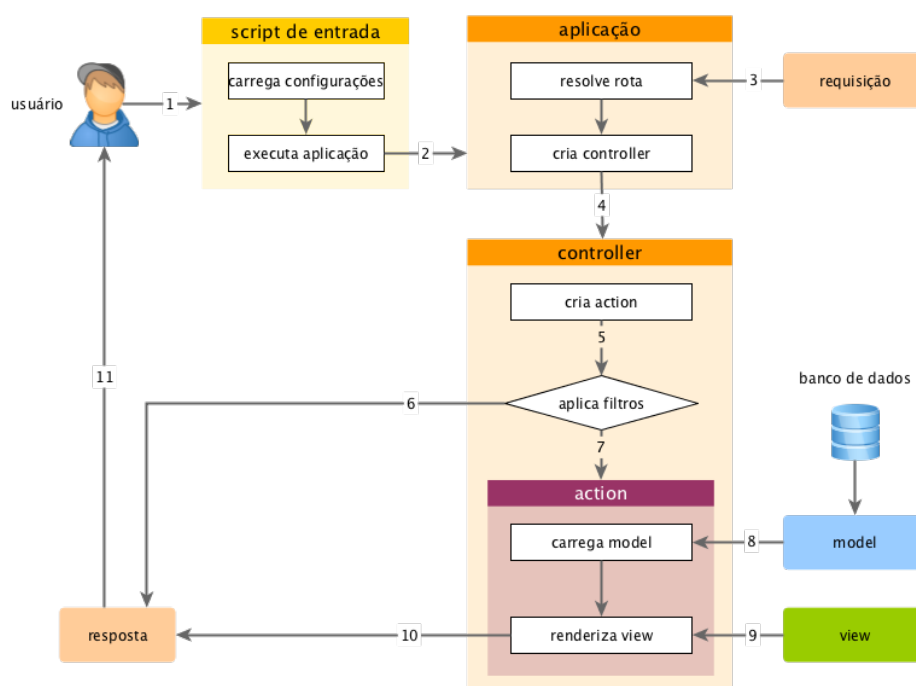 script de entrada
aplicação
carrega configurações
resolve rota
3
requisição
usuário
1
executa aplicação
2
cria controller
4
controller
cria action
5
11
6
aplica filtros
banco de dados
7
action
carrega model
8
model
resposta
10
renderiza view
9
view